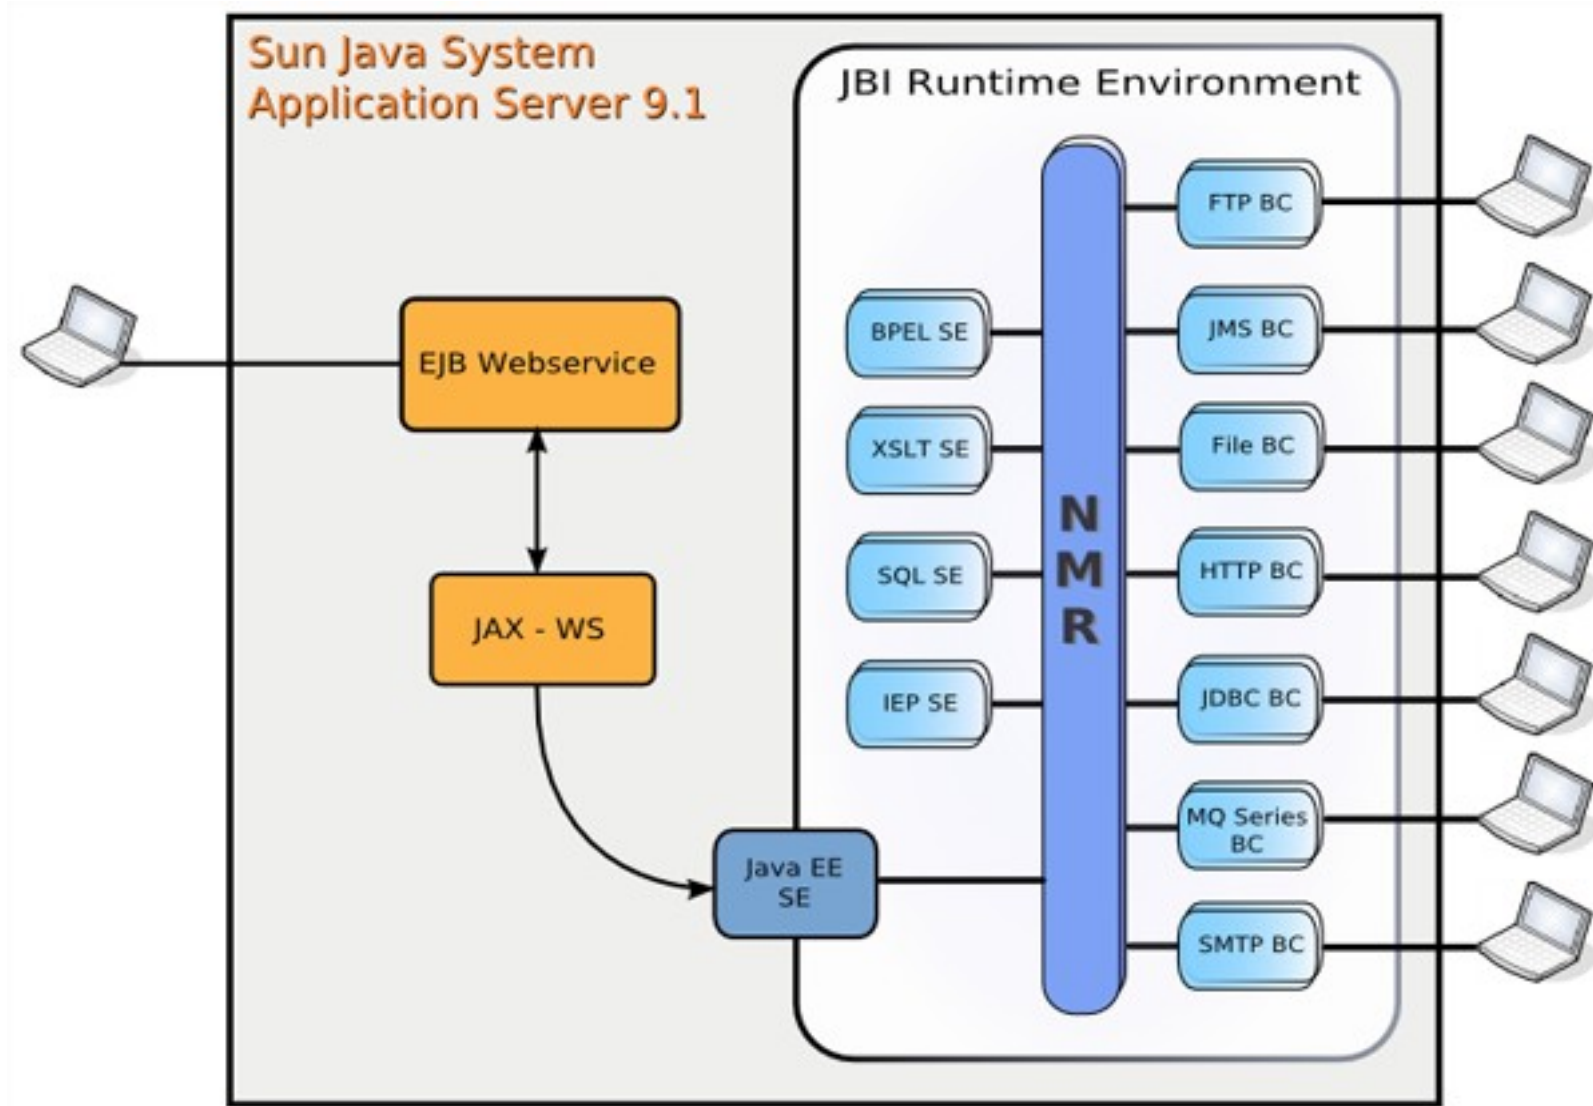 Sun Java System
Application Server 9.1
JBI Runtime Environment
EJB Webservice
JAX - WS
Java EE
SE
BPEL SE
XSLT SE
SQL SE
IEP SE
N
M
R
FTP BC
JMS BC
File BC
HTTP BC
JDBC BC
MQ Series
BC
SMTP BC